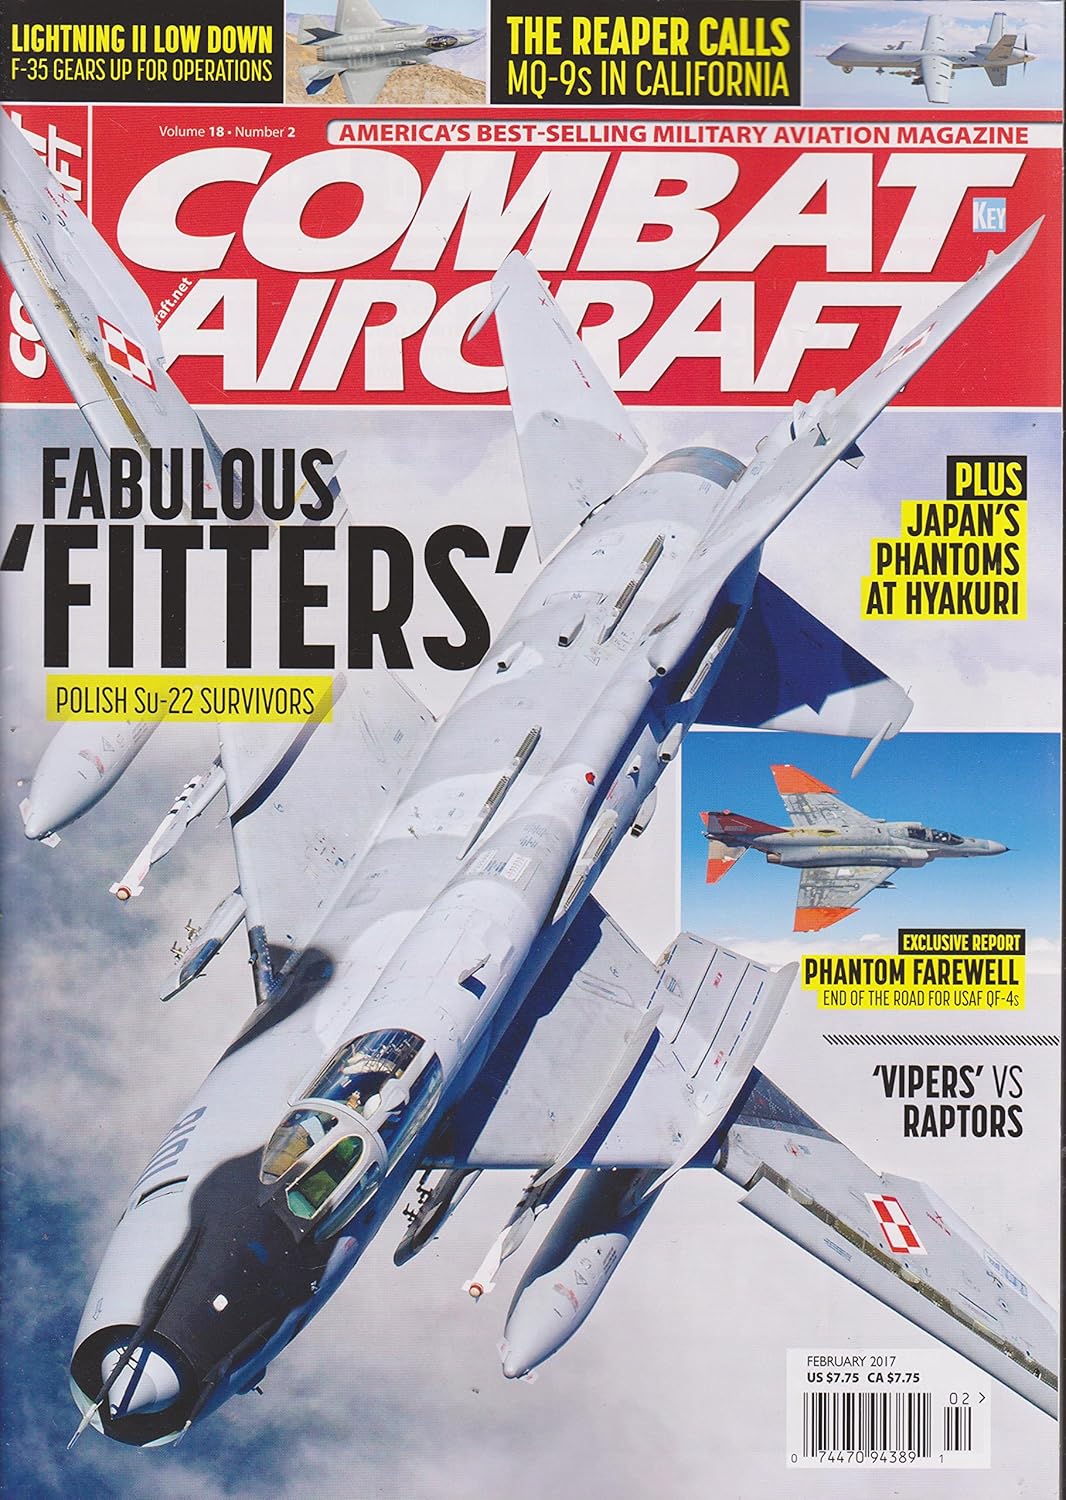 LIGHTNING II LOW DOWN
F-35 GEARS UP FOR OPERATIONS
THE REAPER CALLS
MQ-9s IN CALIFORNIA
Volume 18 • Number 2
AMERICA'S BEST-SELLING MILITARY AVIATION MAGAZINE
COMBAT
KEY
AIRCRAFT
raft.net
FABULOUS
'FITTERS'
POLISH Su-22 SURVIVORS
PLUS
JAPAN'S
PHANTOMS
AT HYAKURI
EXCLUSIVE REPORT
PHANTOM FAREWELL
END OF THE ROAD FOR USAF QF-4s
'VIPERS' VS
RAPTORS
FEBRUARY 2017
US $7.75 CA $7.75
02 >
0 74470 94389 1